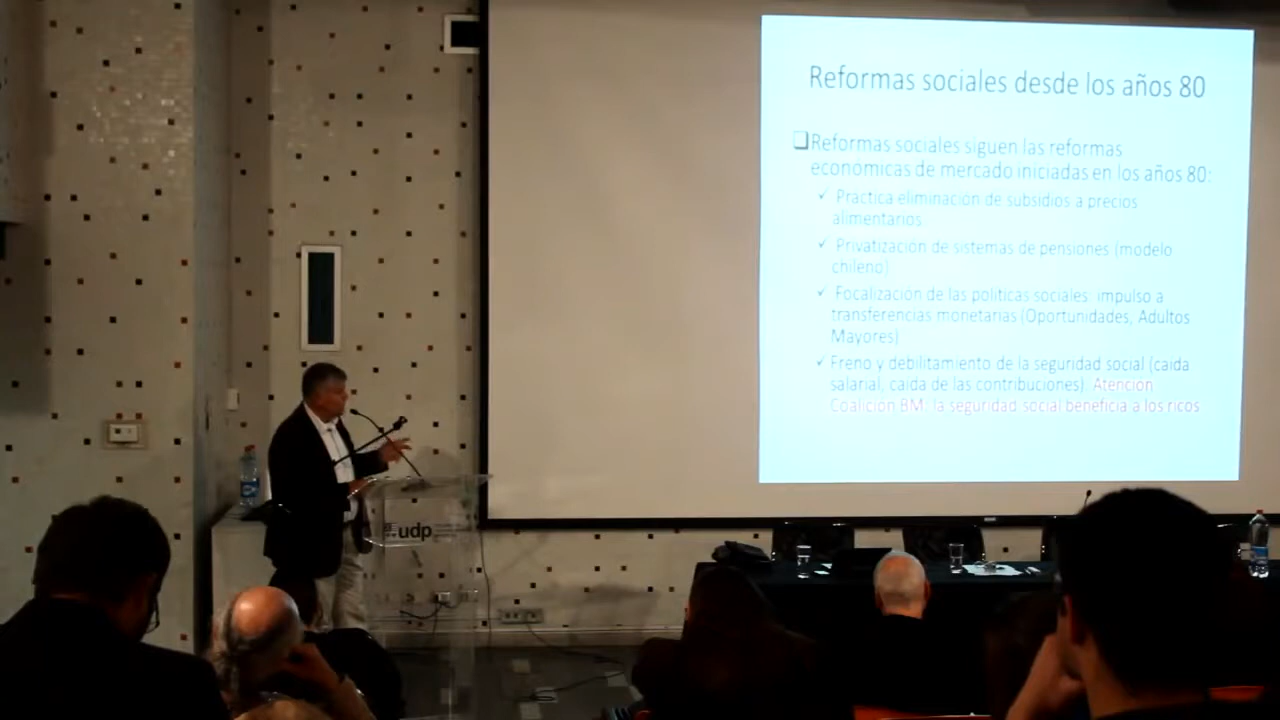 Reformas sociales desde los años 80
❑Reformas sociales siguen las reformas
economicas de mercado iniciadas en los años 80:
✓ Practica eliminacion de subsidios a precios
alimentarios
✓ Privatización de sistemas de pensiones (modelo
chileno)
✓ Focalización de las politicas sociales: impulso a
transferencias monetarias (Oportunidades, Adultos
Mayores)
✓ Freno y debilitamiento de la seguridad social (caida
salarial, caida de las contribuciones). Atencion
Coalicion BM: la seguridad social beneficia a los ricos
udp